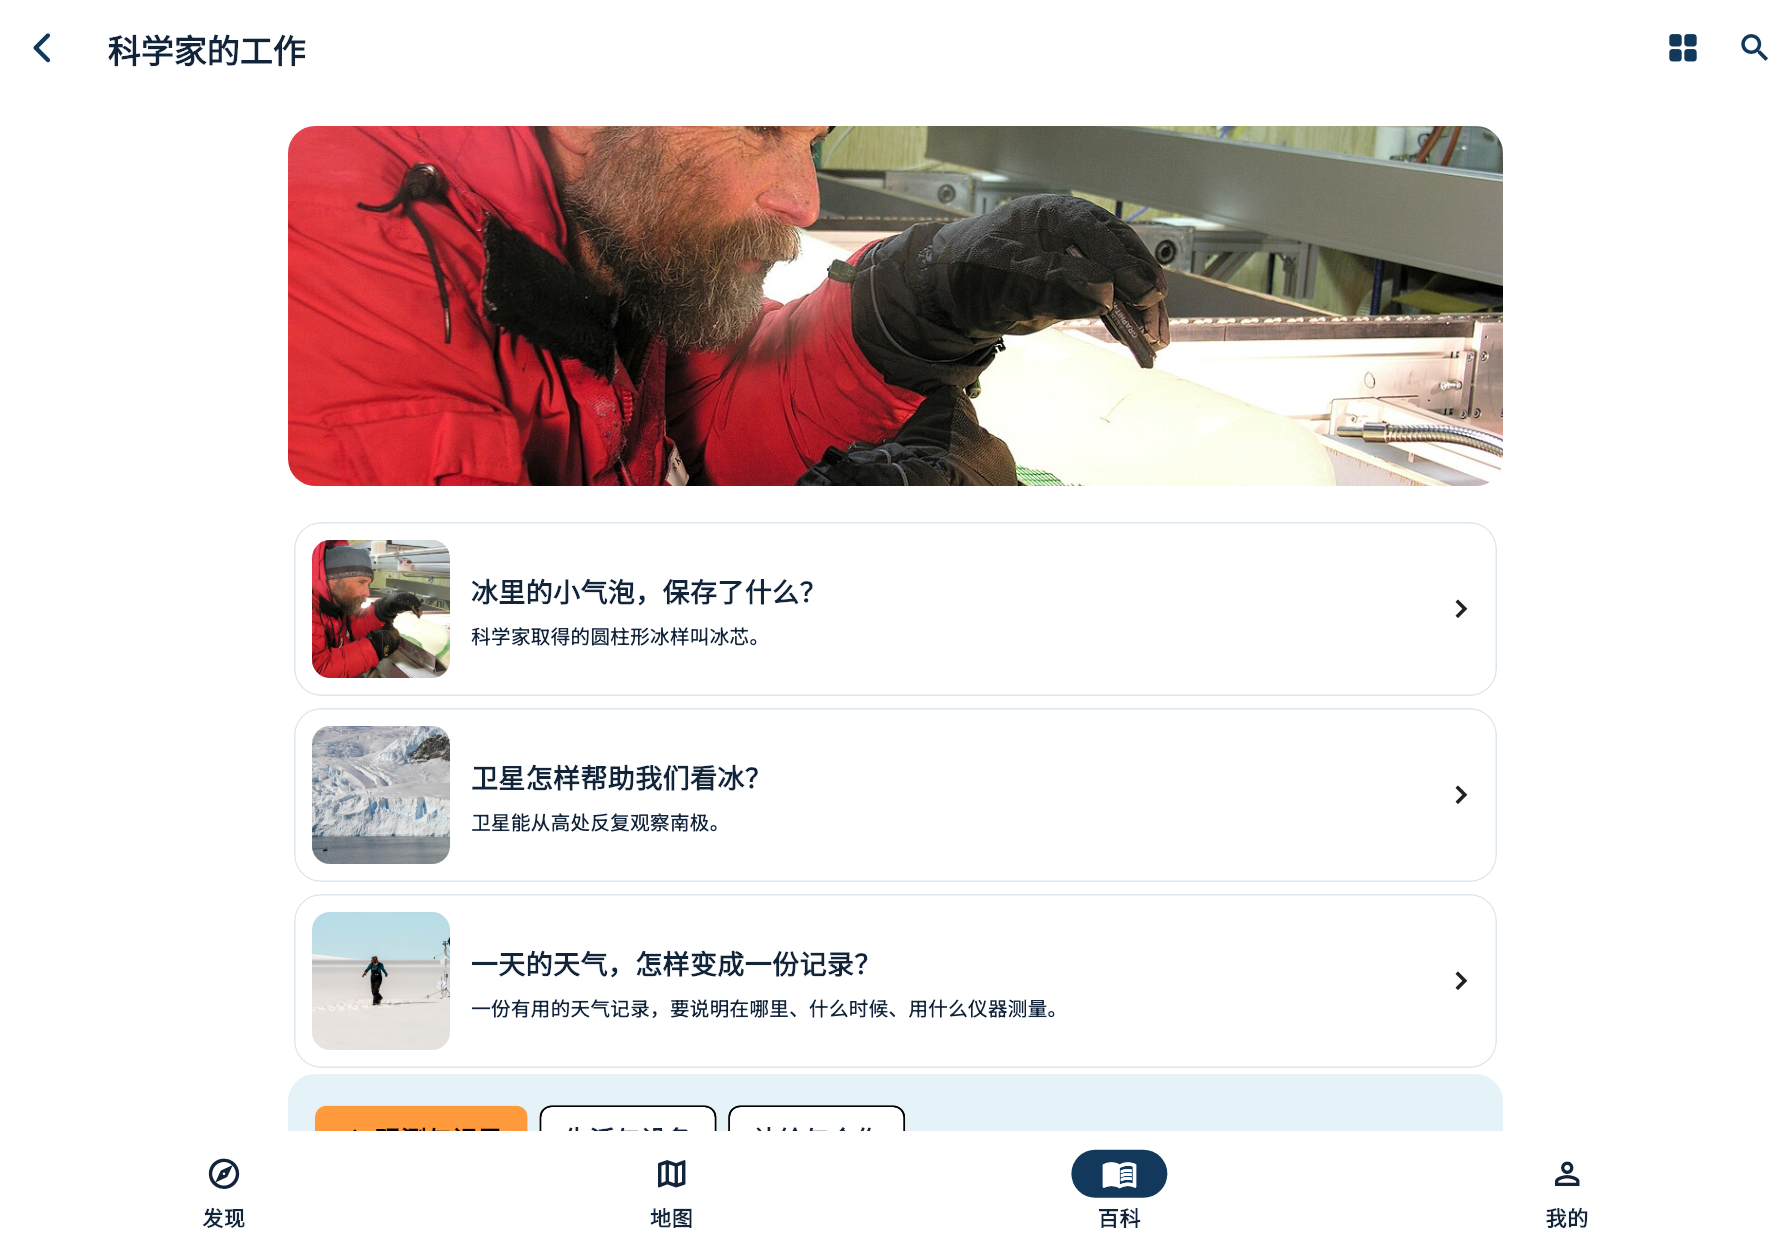 科学家的工作
冰里的小气泡，保存了什么？
科学家取得的圆柱形冰样叫冰芯。
卫星怎样帮助我们看冰？
卫星能从高处反复观察南极。
一天的天气，怎样变成一份记录？
一份有用的天气记录，要说明在哪里、什么时候、用什么仪器测量。
发现
地图
百科
我的